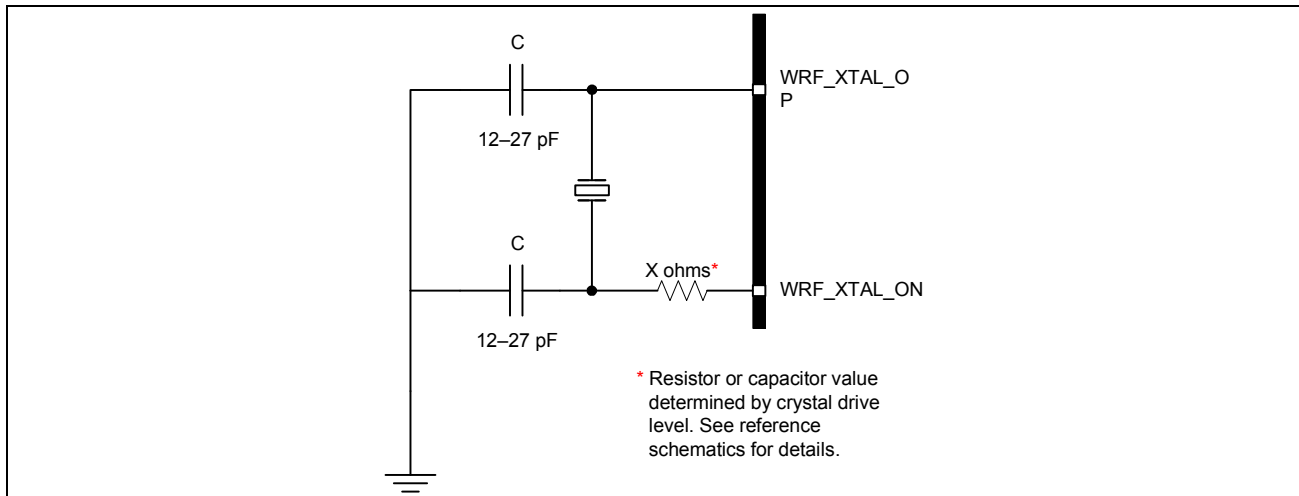 C
WRF_XTAL_O
P
12–27 pF
C
X ohms*
WRF_XTAL_ON
12–27 pF
* Resistor or capacitor value
determined by crystal drive
level. See reference
schematics for details.